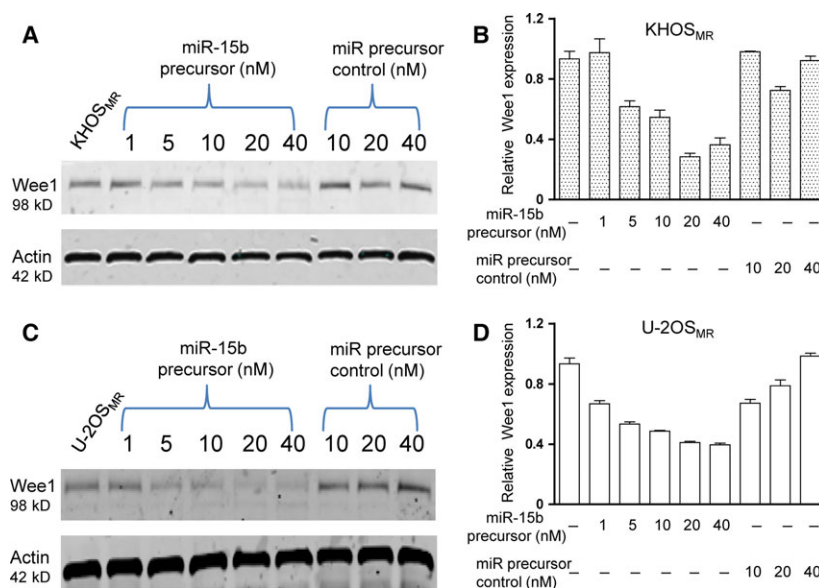 A
miR-15b
precursor (nM)
miR precursor
control (nM)
KHOSMR
1 5 10 20 40 10 20 40
Wee1
98 kD
Actin
42 kD
B
KHOSMR
Relative Wee1 expression
1.2
0.8
0.4
0
miR-15b
precursor (nM)
– 1 5 10 20 40 – – –
miR precursor
control (nM)
– – – – – – 10 20 40
C
miR-15b
precursor (nM)
miR precursor
control (nM)
U-2OSMR
1 5 10 20 40 10 20 40
Wee1
98 kD
Actin
42 kD
D
U-2OSMR
Relative Wee1 expression
1.2
0.8
0.4
0
miR-15b
precursor (nM)
– 1 5 10 20 40 – – –
miR precursor
control (nM)
– – – – – – 10 20 40